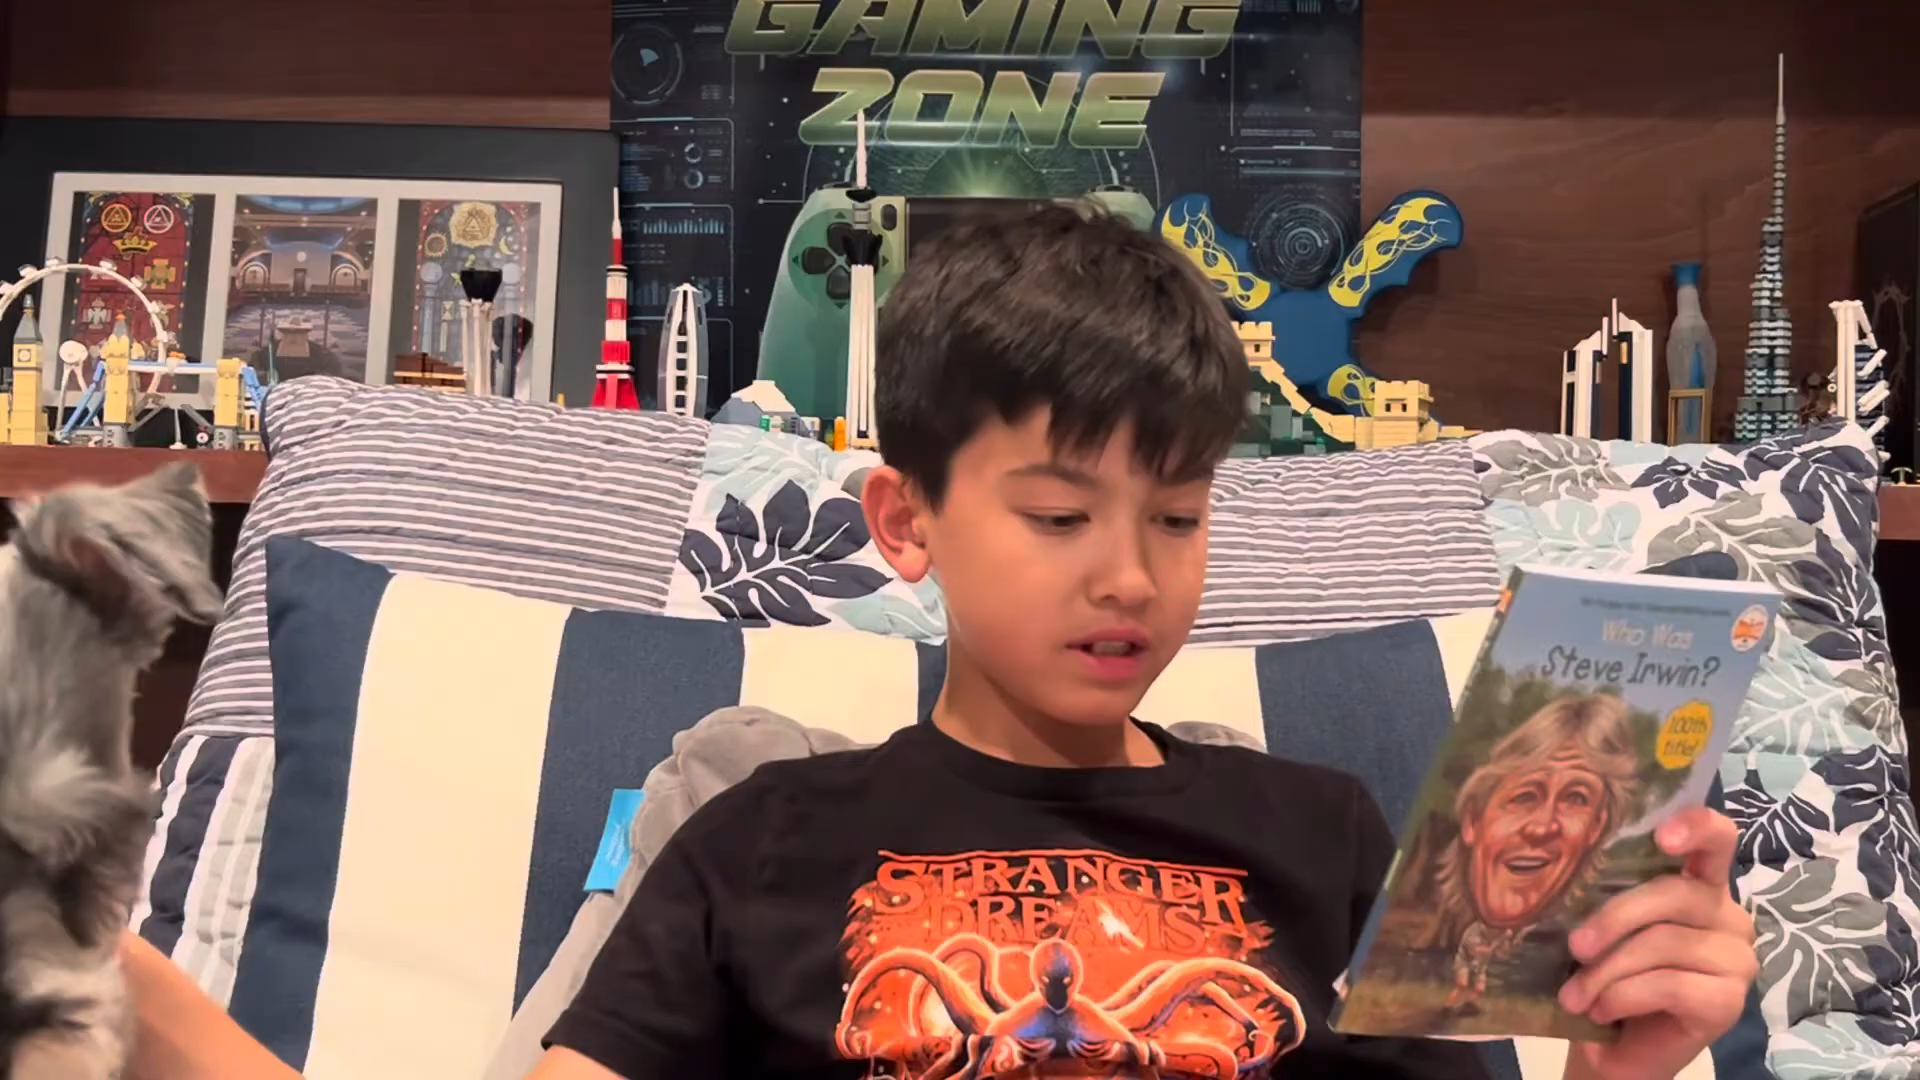 GAMING
ZONE
Who Was
Steve Irwin?
100th
title!
STRANGER
DREAMS